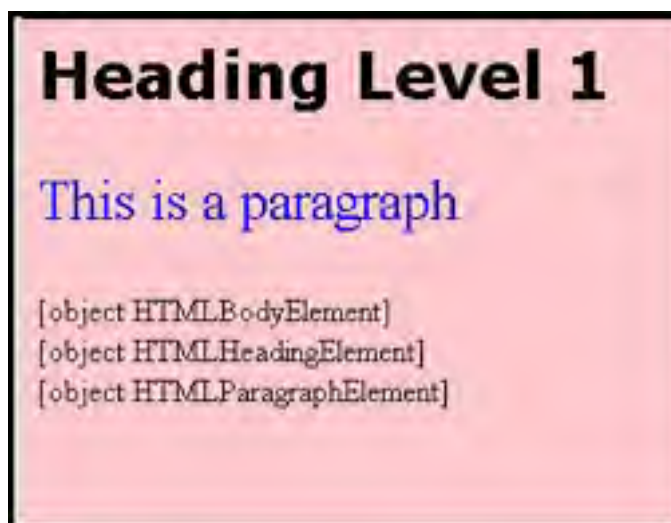 Heading Level 1
This is a paragraph
[object HTMLBodyElement]
[object HTMLHeadingElement]
[object HTMLParagraphElement]